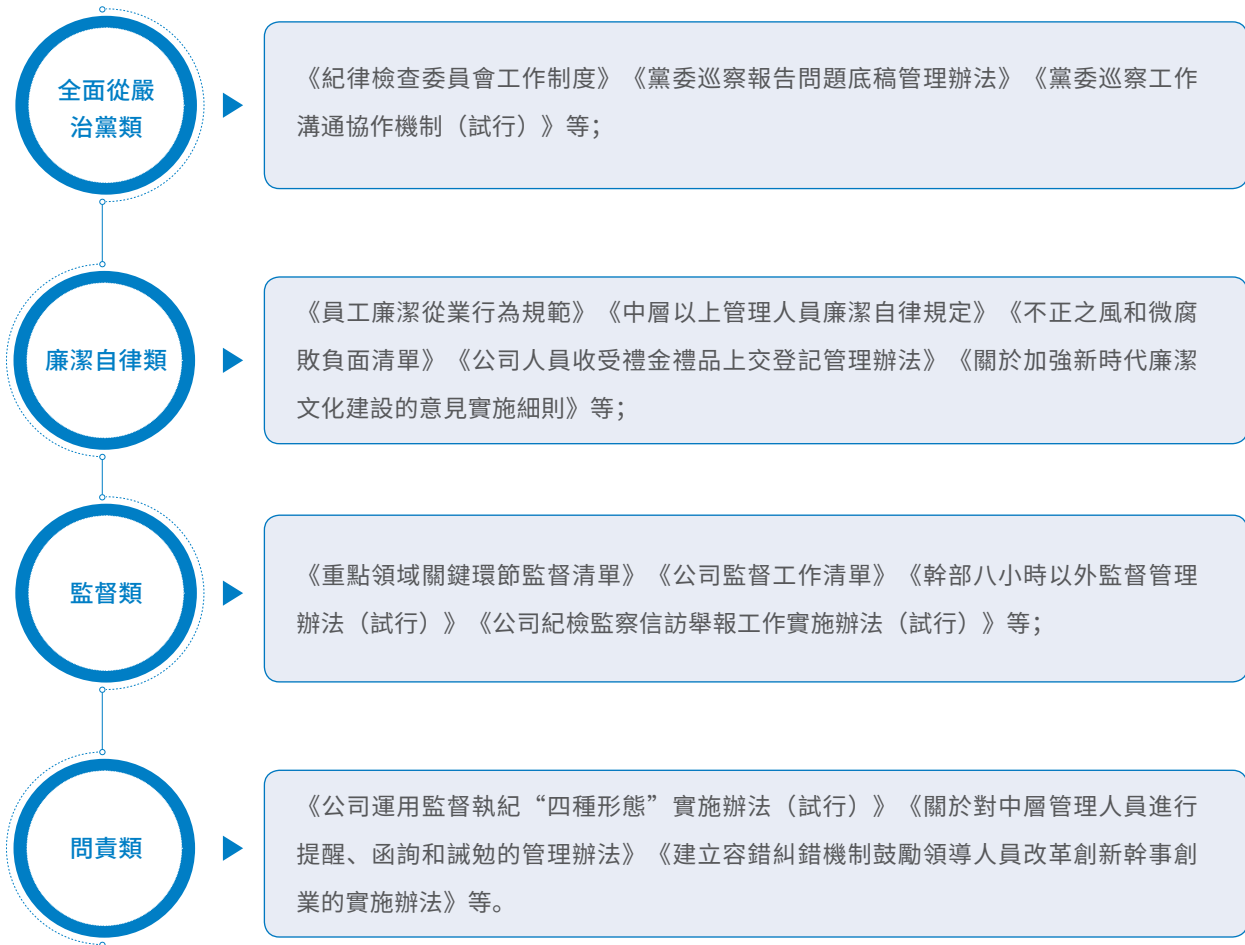 全面從嚴
治黨類
《紀律檢查委員會工作制度》《黨委巡察報告問題底稿管理辦法》《黨委巡察工作
溝通協作機制（試行）》等；
廉潔自律類
《員工廉潔從業行為規範》《中層以上管理人員廉潔自律規定》《不正之風和微腐
敗負面清單》《公司人員收受禮金禮品上交登記管理辦法》《關於加強新時代廉潔
文化建設的意見實施細則》等；
監督類
《重點領域關鍵環節監督清單》《公司監督工作清單》《幹部八小時以外監督管理
辦法（試行）》《公司紀檢監察信訪舉報工作實施辦法（試行）》等；
問責類
《公司運用監督執紀“四種形態”實施辦法（試行）》《關於對中層管理人員進行
提醒、函詢和誡勉的管理辦法》《建立容錯糾錯機制鼓勵領導人員改革創新幹事創
業的實施辦法》等。